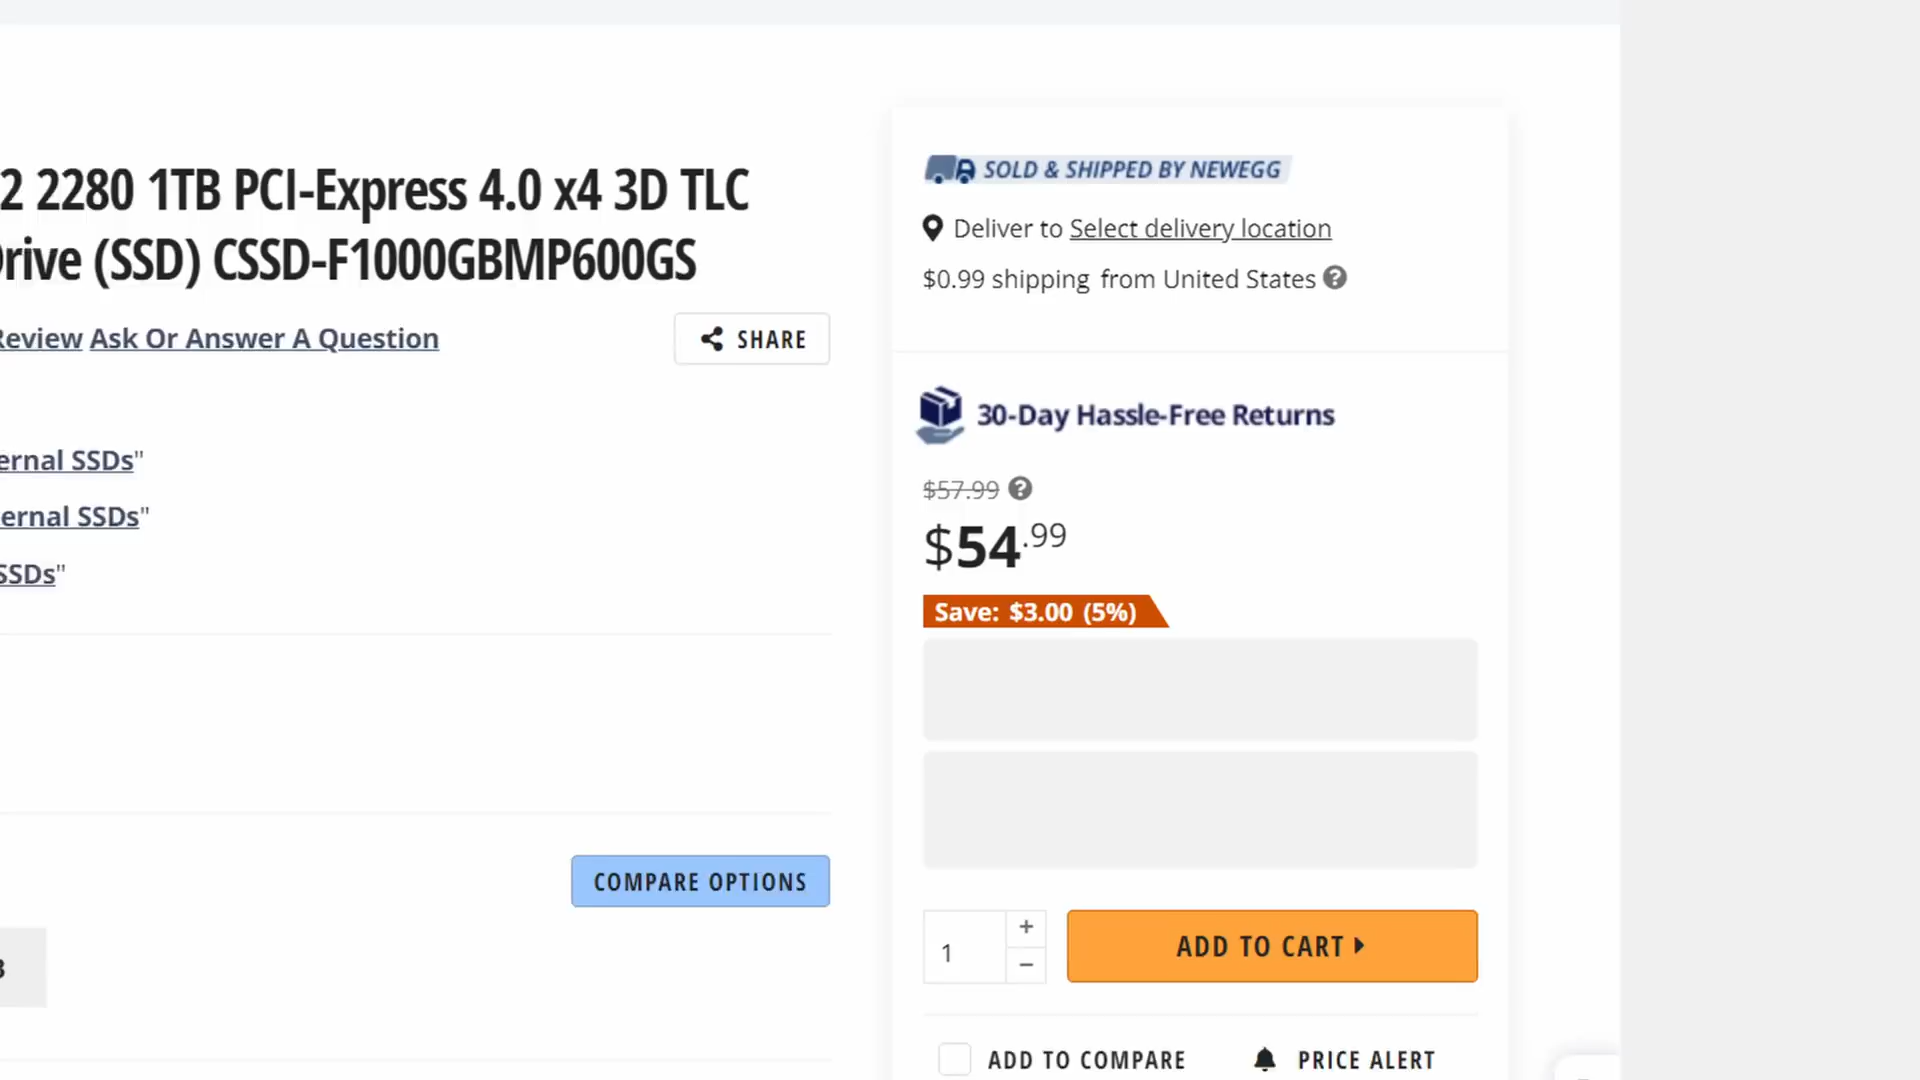 2 2280 1TB PCI-Express 4.0 x4 3D TLC
Drive (SSD) CSSD-F1000GBMP600GS
Review Ask Or Answer A Question
SHARE
ernal SSDs"
ernal SSDs"
SSDs"
COMPARE OPTIONS
SOLD & SHIPPED BY NEWEGG
Deliver to Select delivery location
$0.99 shipping from United States ?
30-Day Hassle-Free Returns
$57.99 ?
$54.99
Save: $3.00 (5%)
1
+
−
ADD TO CART
ADD TO COMPARE
PRICE ALERT